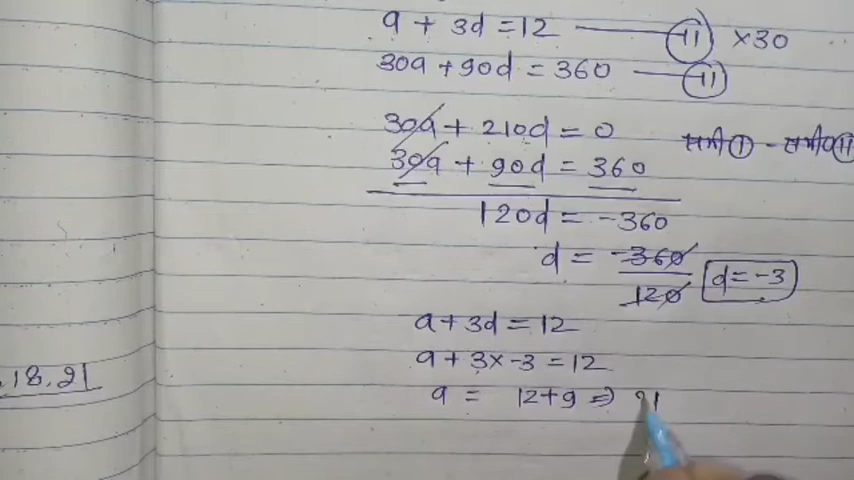 a + 3d = 12 —— (II) ×30
30a + 90d = 360 —— (II)
30a + 210d = 0 समी (I) - समी० (II)
30a + 90d = 360
120d = -360
d = -360/120 d = -3
a + 3d = 12
a + 3× -3 = 12
18, 21
a = 12+9 ⇒ 21